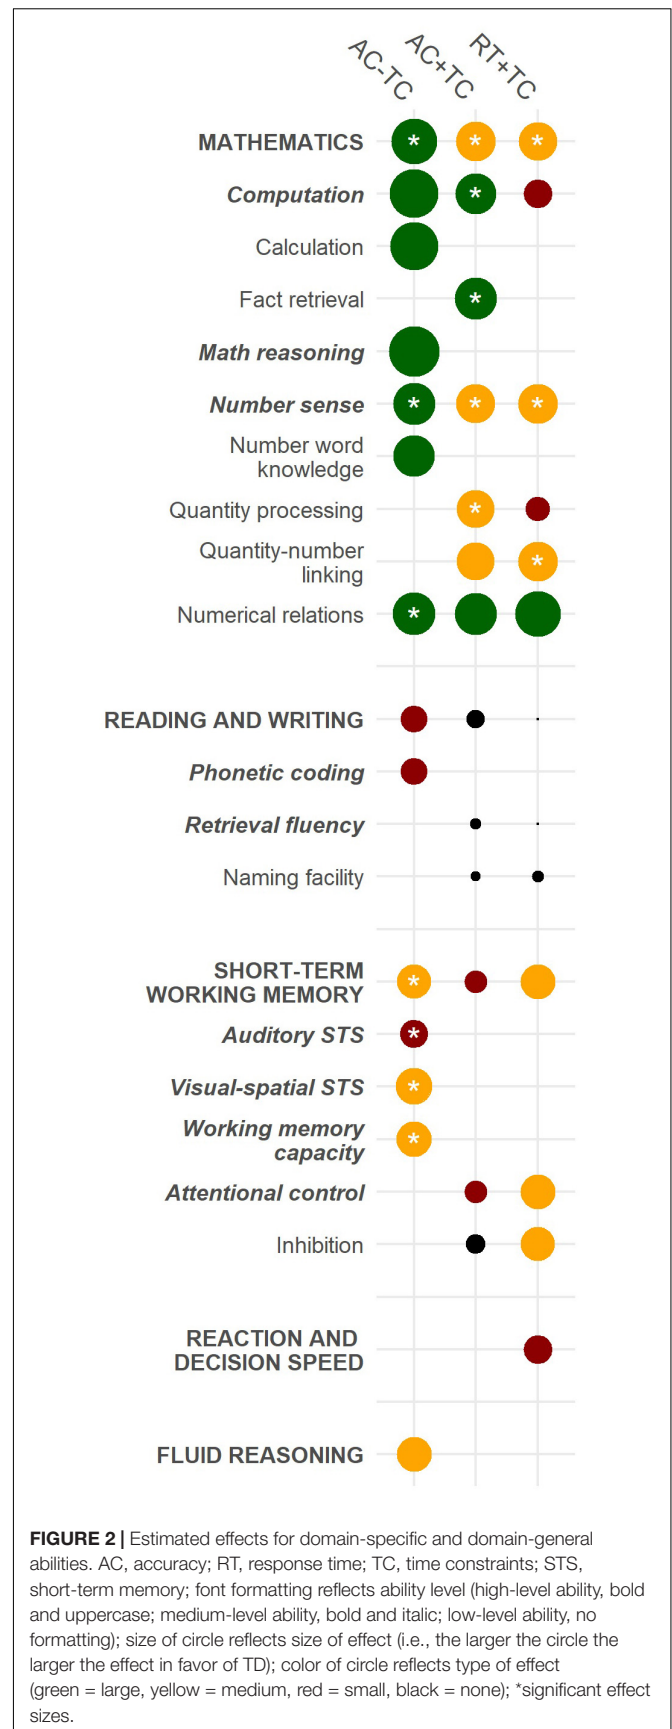 AC-TC
AC+TC
RT+TC
MATHEMATICS * * *
Computation *
Calculation
Fact retrieval *
Math reasoning
Number sense * * *
Number word
knowledge
Quantity processing *
Quantity-number
linking *
Numerical relations *
READING AND WRITING
Phonetic coding
Retrieval fluency
Naming facility
SHORT-TERM
WORKING MEMORY *
Auditory STS *
Visual-spatial STS *
Working memory
capacity *
Attentional control
Inhibition
REACTION AND
DECISION SPEED
FLUID REASONING
FIGURE 2 | Estimated effects for domain-specific and domain-general
abilities. AC, accuracy; RT, response time; TC, time constraints; STS,
short-term memory; font formatting reflects ability level (high-level ability, bold
and uppercase; medium-level ability, bold and italic; low-level ability, no
formatting); size of circle reflects size of effect (i.e., the larger the circle the
larger the effect in favor of TD); color of circle reflects type of effect
(green = large, yellow = medium, red = small, black = none); *significant effect
sizes.